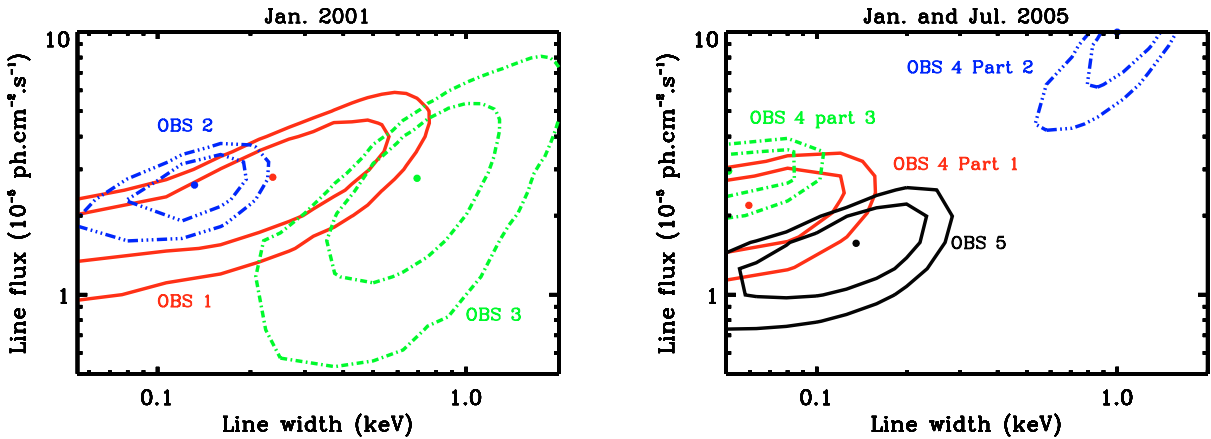 Jan. 2001
10
1
Line flux (10⁻⁵ ph.cm⁻².s⁻¹)
OBS 2
OBS 1
OBS 3
0.1
1.0
Line width (keV)
Jan. and Jul. 2005
10
1
Line flux (10⁻⁵ ph.cm⁻².s⁻¹)
OBS 4 Part 2
OBS 4 part 3
OBS 4 Part 1
OBS 5
0.1
1.0
Line width (keV)